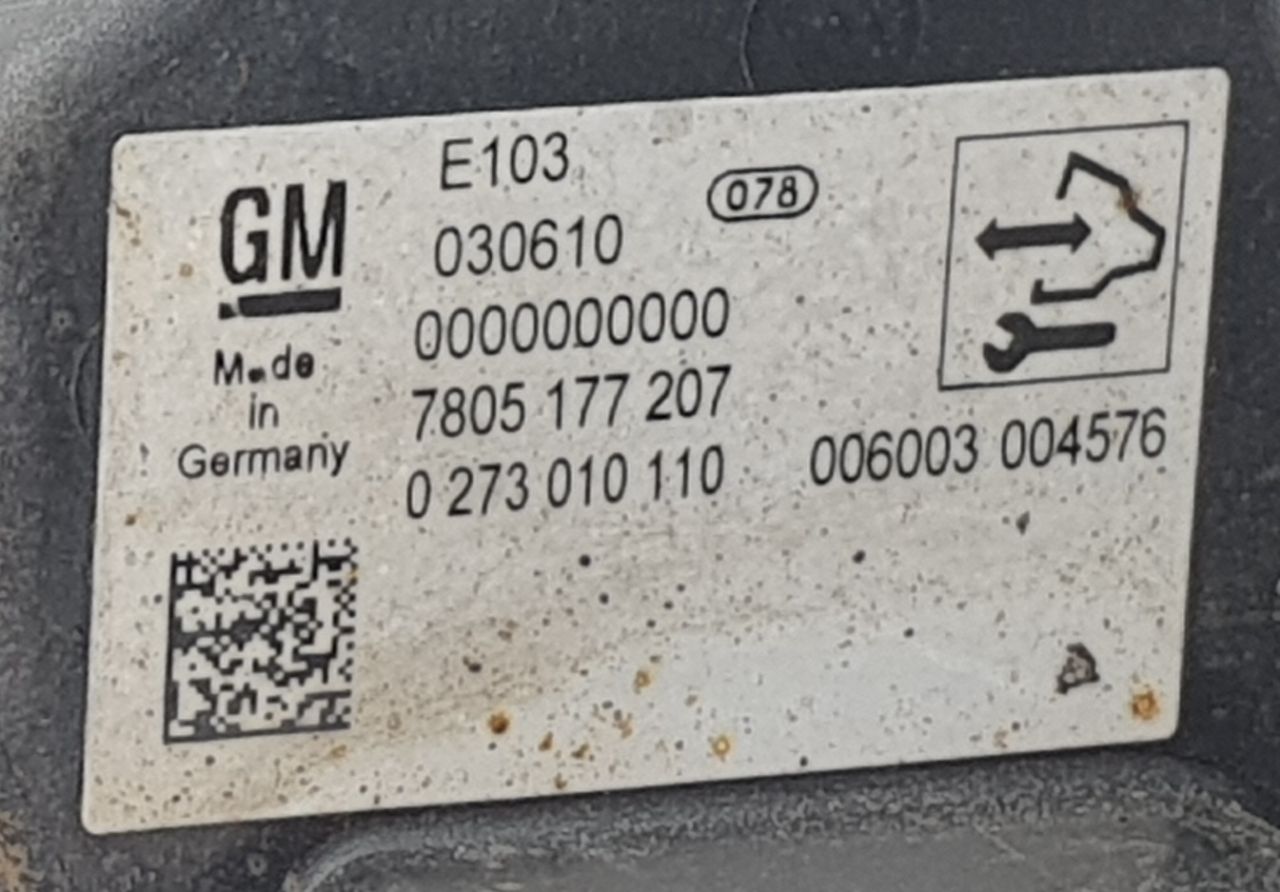 GM
Made
in
Germany
E103
030610
0000000000
7805 177 207
0 273 010 110
078
006003 004576